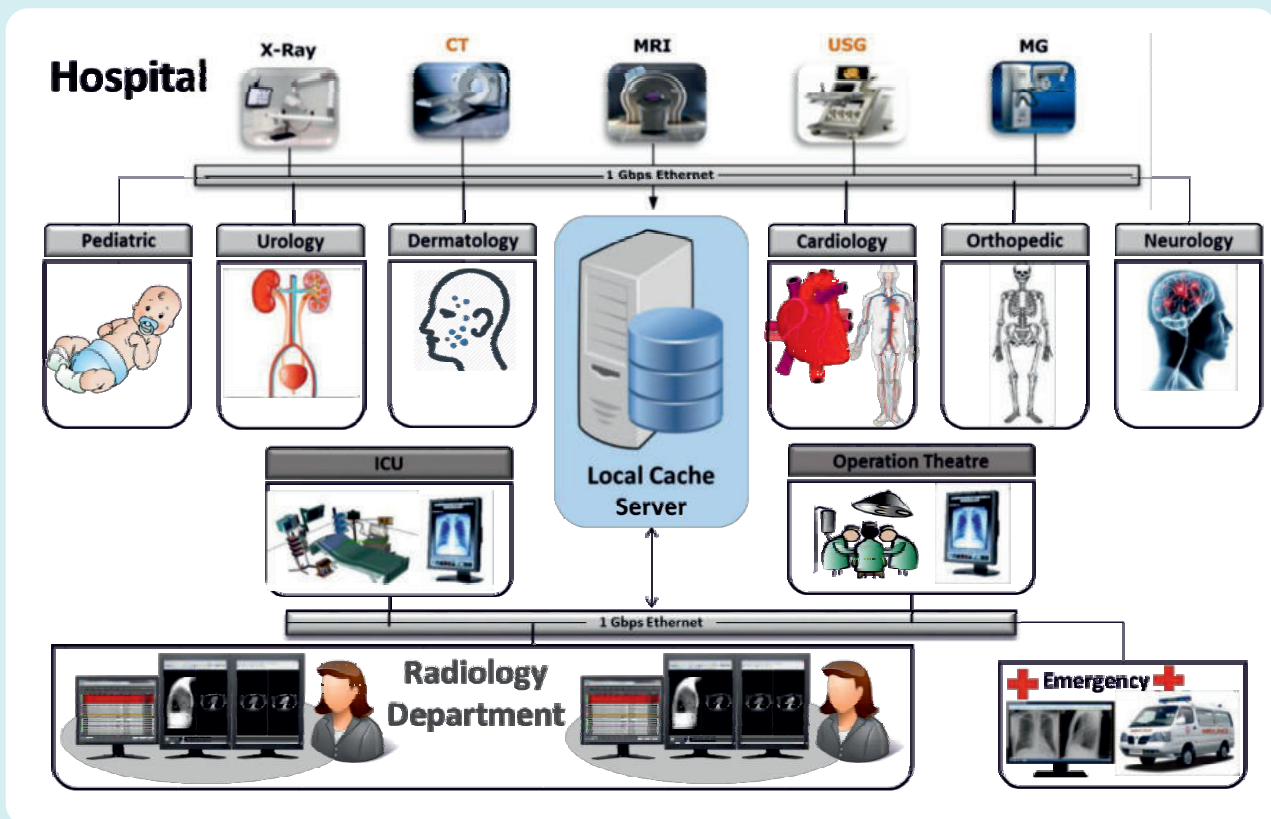 Hospital
X-Ray
CT
MRI
USG
MG
1 Gbps Ethernet
Pediatric
Urology
Dermatology
Cardiology
Orthopedic
Neurology
Local Cache
Server
ICU
Operation Theatre
1 Gbps Ethernet
Radiology
Department
Emergency